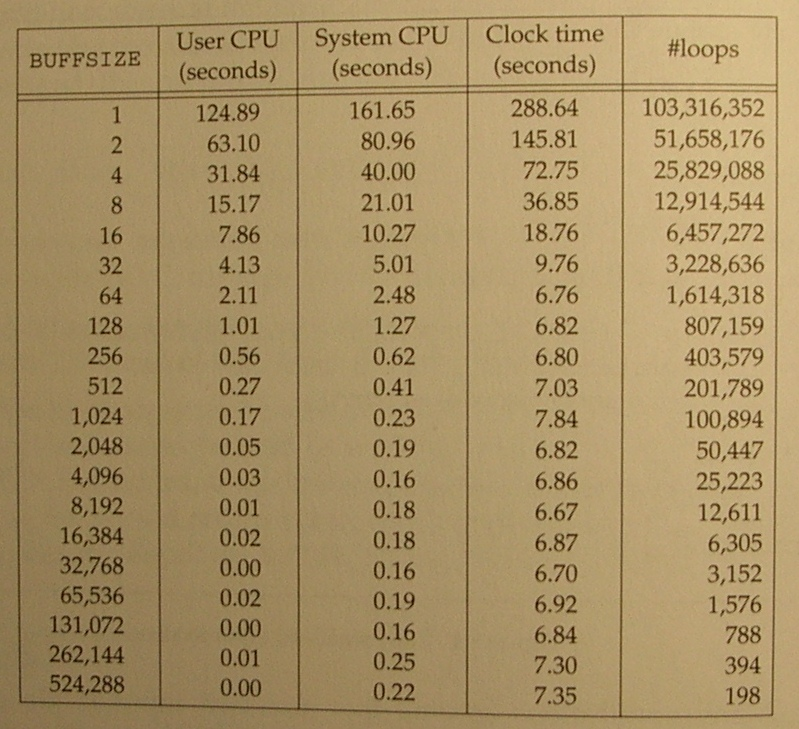 BUFFSIZE User CPU (seconds) System CPU (seconds) Clock time (seconds) #loops
1 124.89 161.65 288.64 103,316,352
2 63.10 80.96 145.81 51,658,176
4 31.84 40.00 72.75 25,829,088
8 15.17 21.01 36.85 12,914,544
16 7.86 10.27 18.76 6,457,272
32 4.13 5.01 9.76 3,228,636
64 2.11 2.48 6.76 1,614,318
128 1.01 1.27 6.82 807,159
256 0.56 0.62 6.80 403,579
512 0.27 0.41 7.03 201,789
1,024 0.17 0.23 7.84 100,894
2,048 0.05 0.19 6.82 50,447
4,096 0.03 0.16 6.86 25,223
8,192 0.01 0.18 6.67 12,611
16,384 0.02 0.18 6.87 6,305
32,768 0.00 0.16 6.70 3,152
65,536 0.02 0.19 6.92 1,576
131,072 0.00 0.16 6.84 788
262,144 0.01 0.25 7.30 394
524,288 0.00 0.22 7.35 198